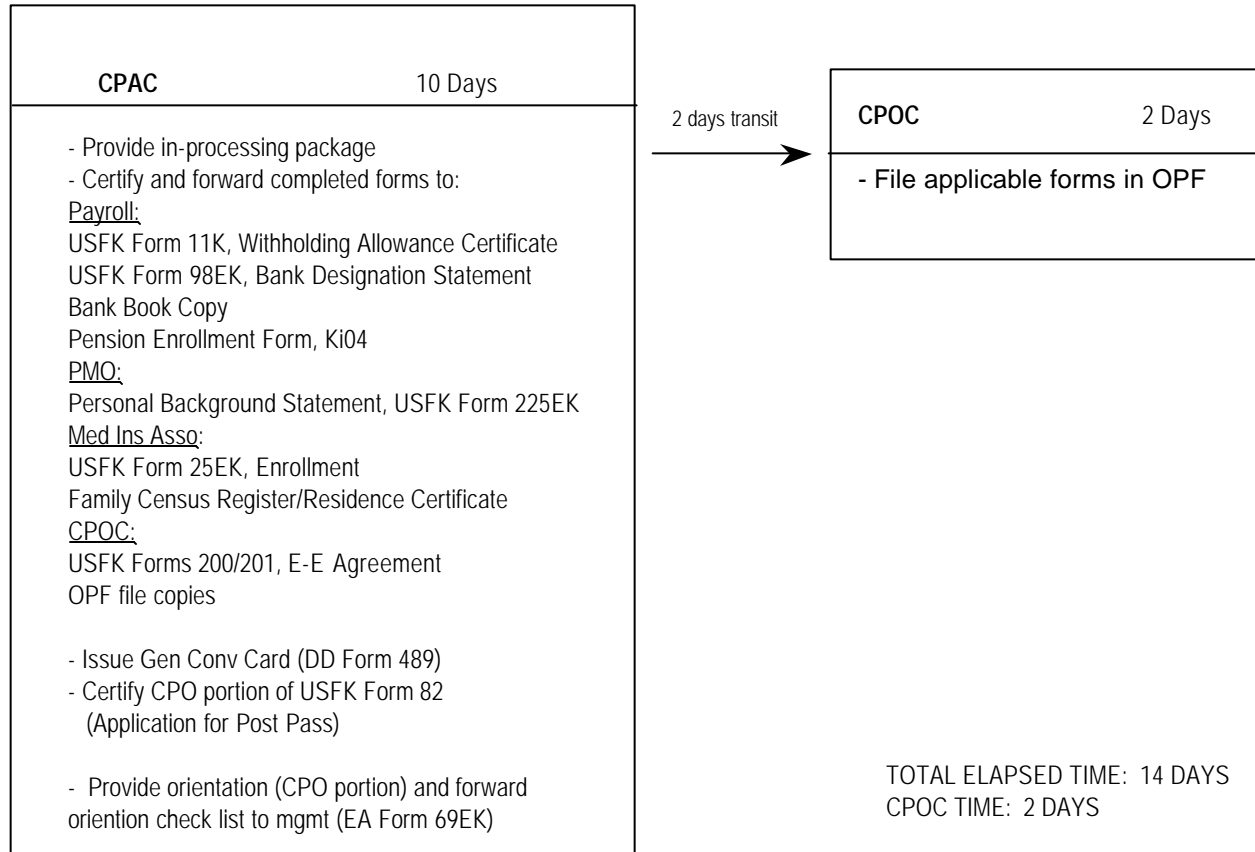 CPAC 10 Days
- Provide in-processing package
- Certify and forward completed forms to:
Payroll:
USFK Form 11K, Withholding Allowance Certificate
USFK Form 98EK, Bank Designation Statement
Bank Book Copy
Pension Enrollment Form, Ki04
PMO:
Personal Background Statement, USFK Form 225EK
Med Ins Asso:
USFK Form 25EK, Enrollment
Family Census Register/Residence Certificate
CPOC:
USFK Forms 200/201, E-E Agreement
OPF file copies
- Issue Gen Conv Card (DD Form 489)
- Certify CPO portion of USFK Form 82
(Application for Post Pass)
- Provide orientation (CPO portion) and forward
oriention check list to mgmt (EA Form 69EK)
2 days transit
CPOC 2 Days
- File applicable forms in OPF
TOTAL ELAPSED TIME: 14 DAYS
CPOC TIME: 2 DAYS